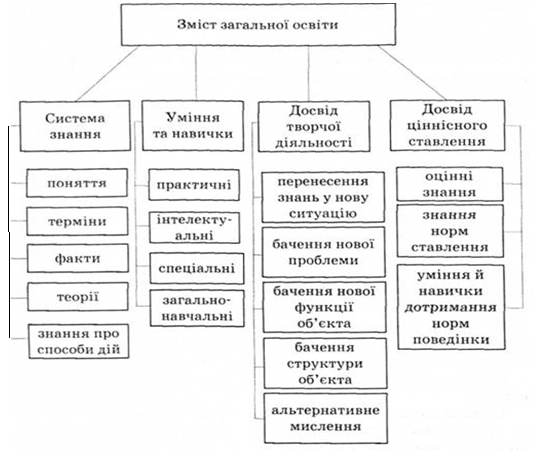 Зміст загальної освіти
Система
знання
поняття
терміни
факти
теорії
знання про
способи дій
Уміння
та навички
практичні
інтелекту-
альні
спеціальні
загально-
навчальні
Досвід
творчої
діяльності
перенесення
знань у нову
ситуацію
бачення нової
проблеми
бачення нової
функції
об’єкта
бачення
структури
об’єкта
альтернативне
мислення
Досвід
ціннісного
ставлення
оцінні
знання
знання
норм
ставлення
уміння й
навички
дотримання
норм
поведінки